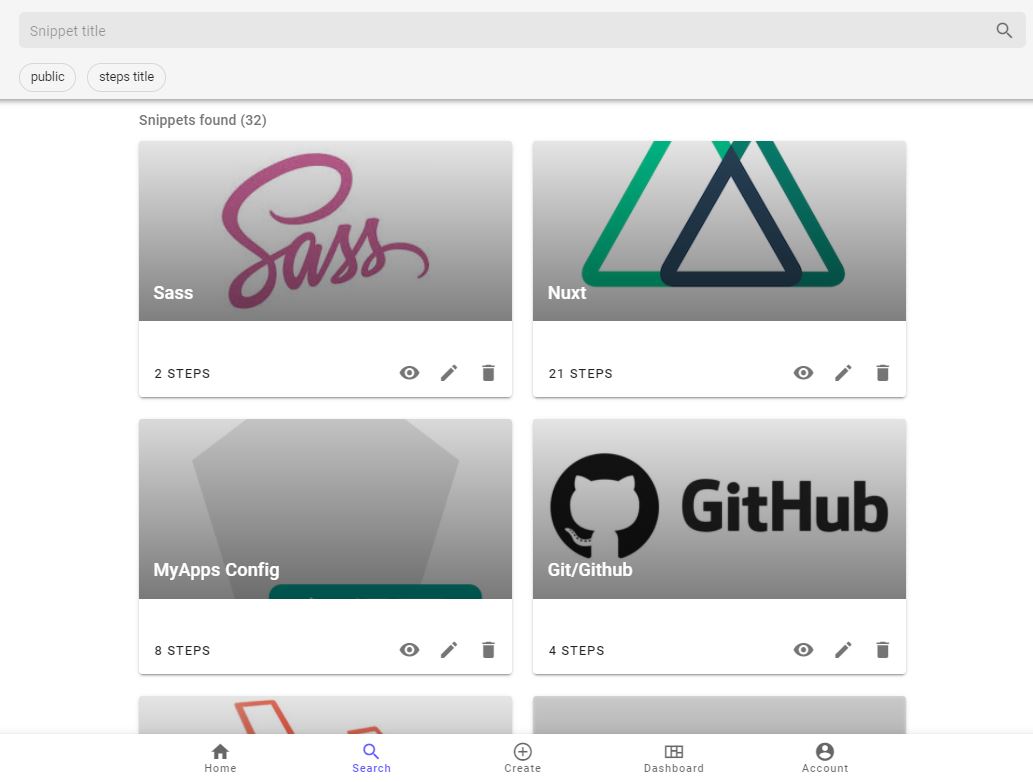 Snippet title
public
steps title
Snippets found (32)
Sass
Sass
Nuxt
2 STEPS
21 STEPS
GitHub
MyApps Config
Git/Github
8 STEPS
4 STEPS
Home
Search
Create
Dashboard
Account